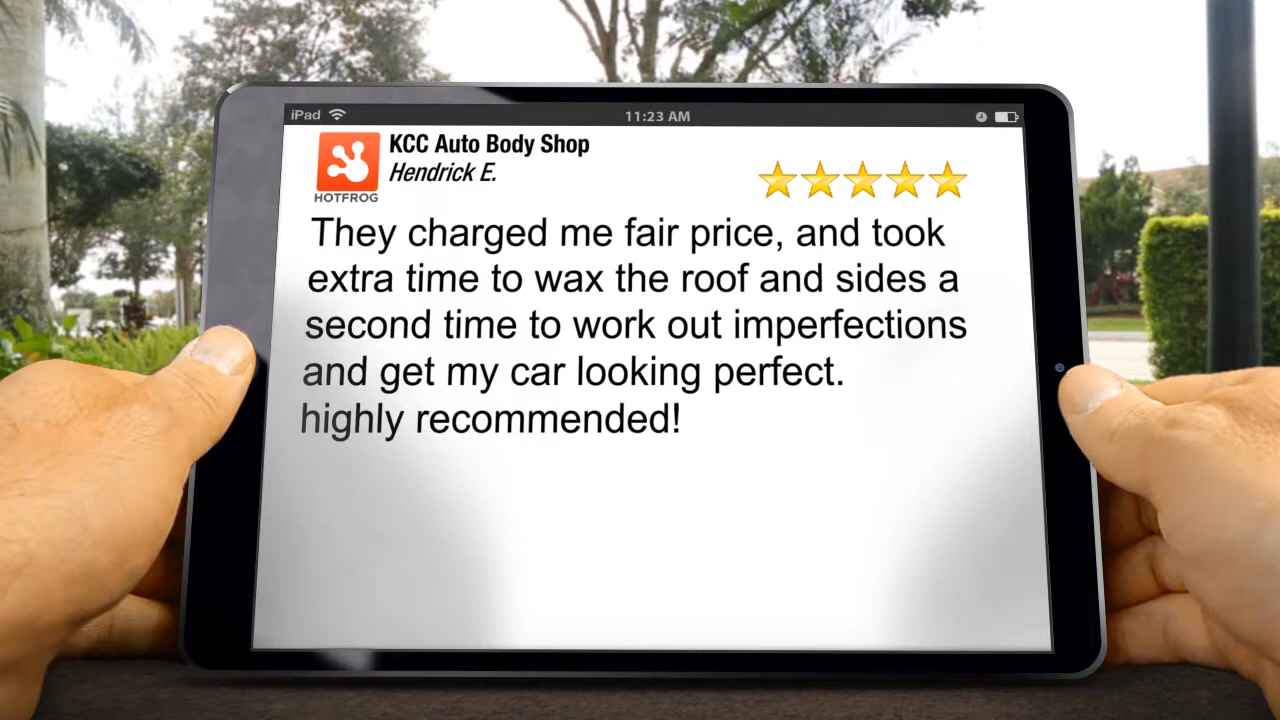 iPad
11:23 AM
KCC Auto Body Shop
Hendrick E.
HOTFROG
They charged me fair price, and took
extra time to wax the roof and sides a
second time to work out imperfections
and get my car looking perfect.
highly recommended!